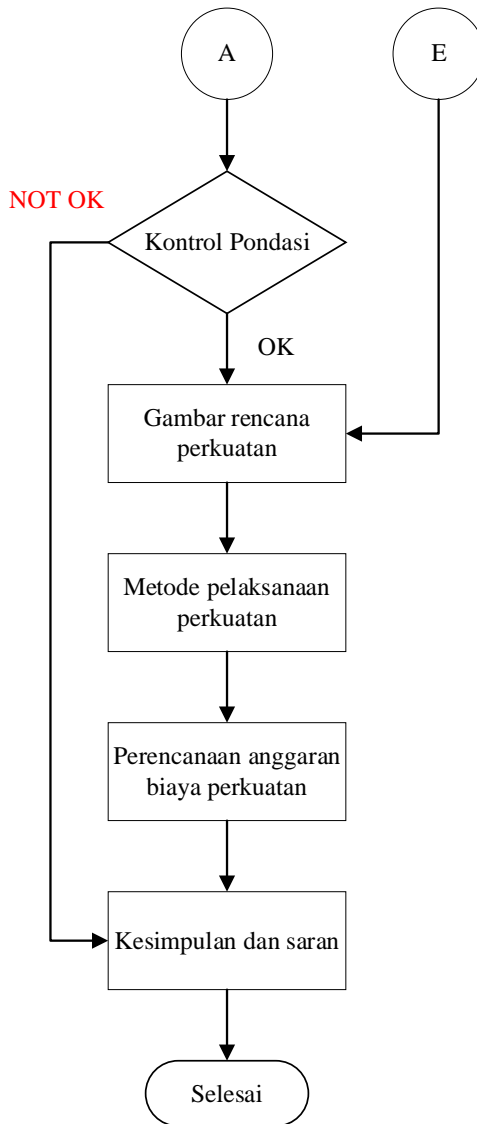 A
E
NOT OK
Kontrol Pondasi
OK
Gambar rencana
perkuatan
Metode pelaksanaan
perkuatan
Perencanaan anggaran
biaya perkuatan
Kesimpulan dan saran
Selesai